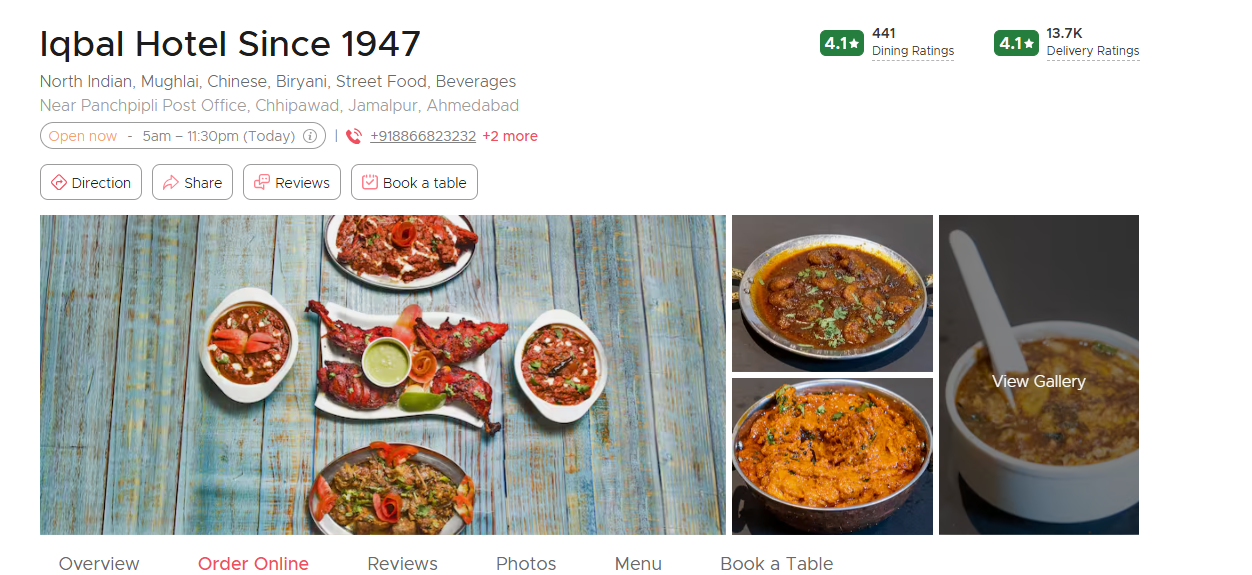 Iqbal Hotel Since 1947
4.1★ 441 Dining Ratings
4.1★ 13.7K Delivery Ratings
North Indian, Mughlai, Chinese, Biryani, Street Food, Beverages
Near Panchpipli Post Office, Chhipawad, Jamalpur, Ahmedabad
Open now - 5am – 11:30pm (Today) | +918866823232 +2 more
Direction Share Reviews Book a table
View Gallery
Overview Order Online Reviews Photos Menu Book a Table